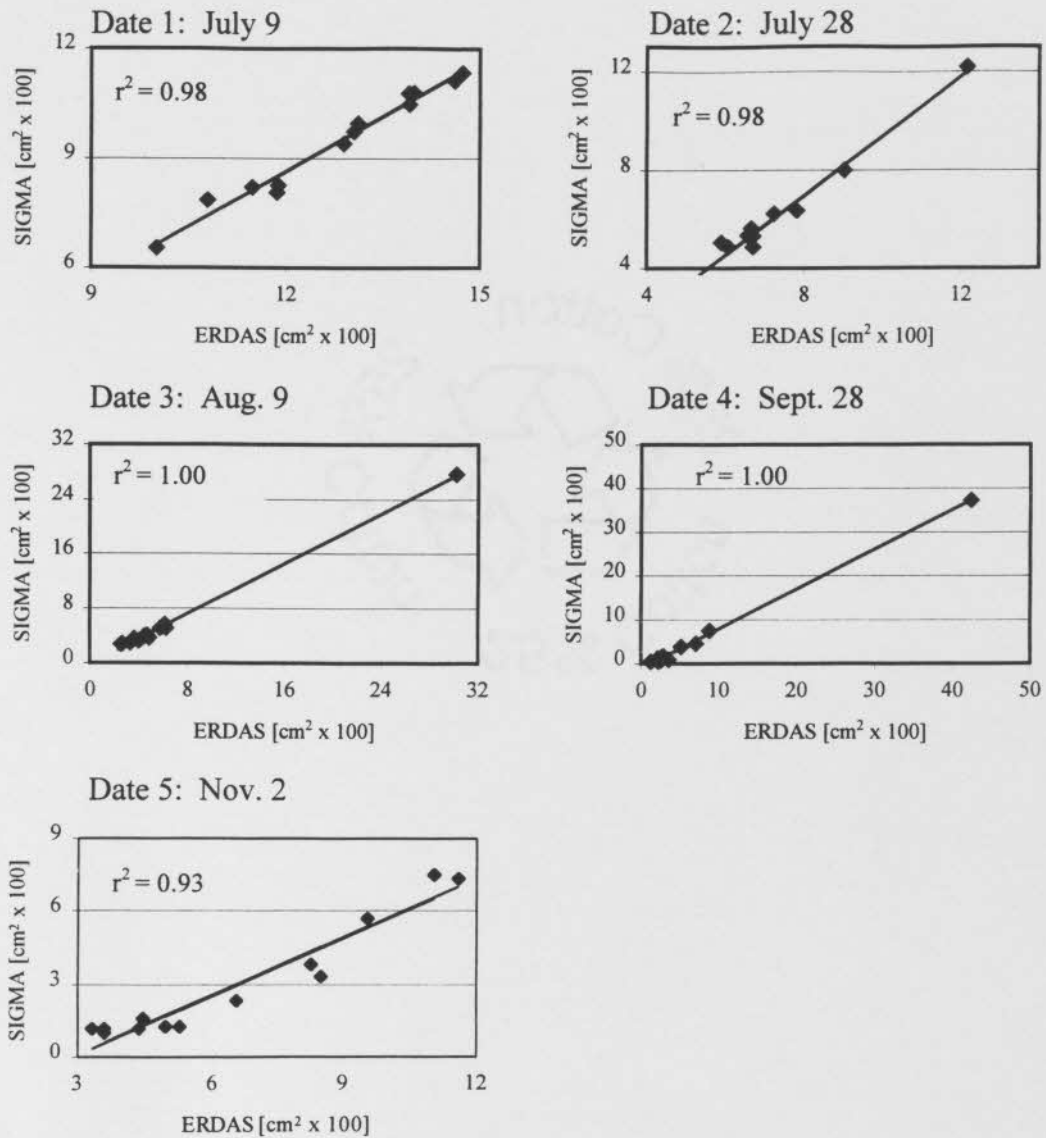 Date 1: July 9
12
9
6
SIGMA [cm² x 100]
r² = 0.98
9 12 15
ERDAS [cm² x 100]
Date 2: July 28
12
8
4
SIGMA [cm² x 100]
r² = 0.98
4 8 12
ERDAS [cm² x 100]
Date 3: Aug. 9
32
24
16
8
0
SIGMA [cm² x 100]
r² = 1.00
0 8 16 24 32
ERDAS [cm² x 100]
Date 4: Sept. 28
50
40
30
20
10
0
SIGMA [cm² x 100]
r² = 1.00
0 10 20 30 40 50
ERDAS [cm² x 100]
Date 5: Nov. 2
9
6
3
0
SIGMA [cm² x 100]
r² = 0.93
3 6 9 12
ERDAS [cm² x 100]